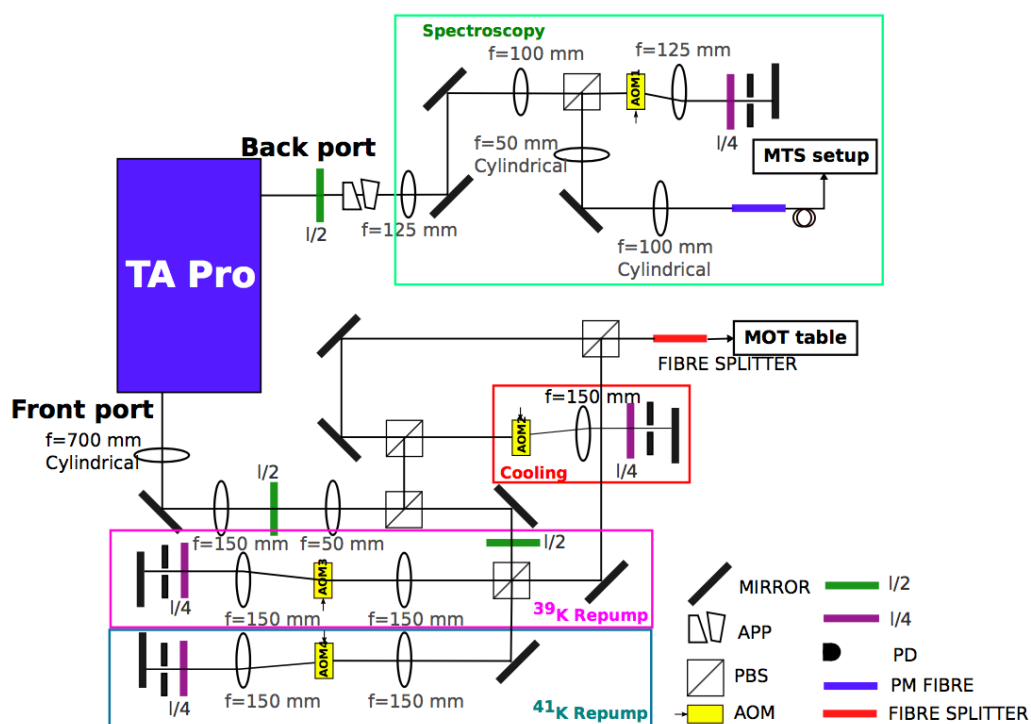 Spectroscopy
f=100 mm
f=125 mm
AOM1
l/4
f=50 mm
Cylindrical
MTS setup
Back port
l/2
f=125 mm
f=100 mm
Cylindrical
TA Pro
MOT table
FIBRE SPLITTER
Front port
f=700 mm
Cylindrical
f=150 mm
AOM2
l/4
Cooling
l/2
f=150 mm
f=50 mm
l/2
AOM3
l/4
f=150 mm
f=150 mm
39K Repump
AOM4
l/4
f=150 mm
f=150 mm
41K Repump
MIRROR
l/2
APP
l/4
PD
PBS
PM FIBRE
AOM
FIBRE SPLITTER